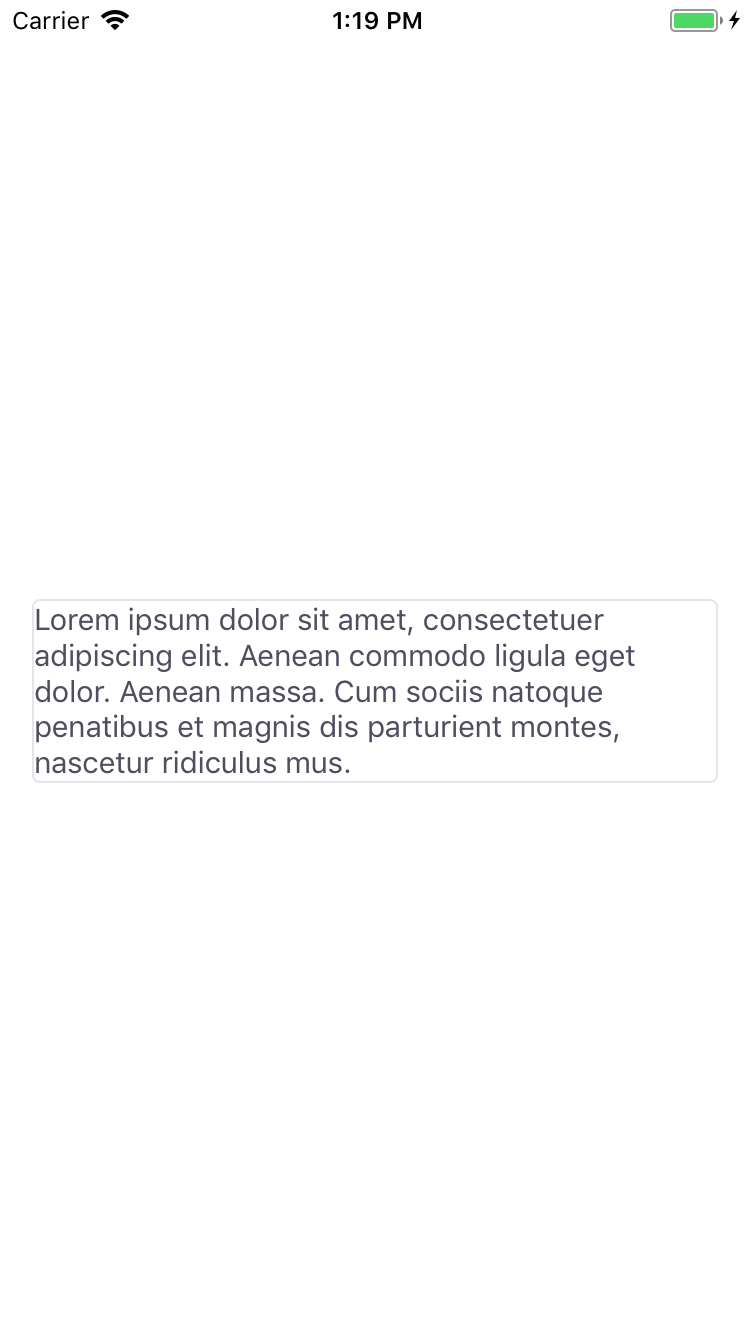 Carrier 1:19 PM
Lorem ipsum dolor sit amet, consectetuer
adipiscing elit. Aenean commodo ligula eget
dolor. Aenean massa. Cum sociis natoque
penatibus et magnis dis parturient montes,
nascetur ridiculus mus.